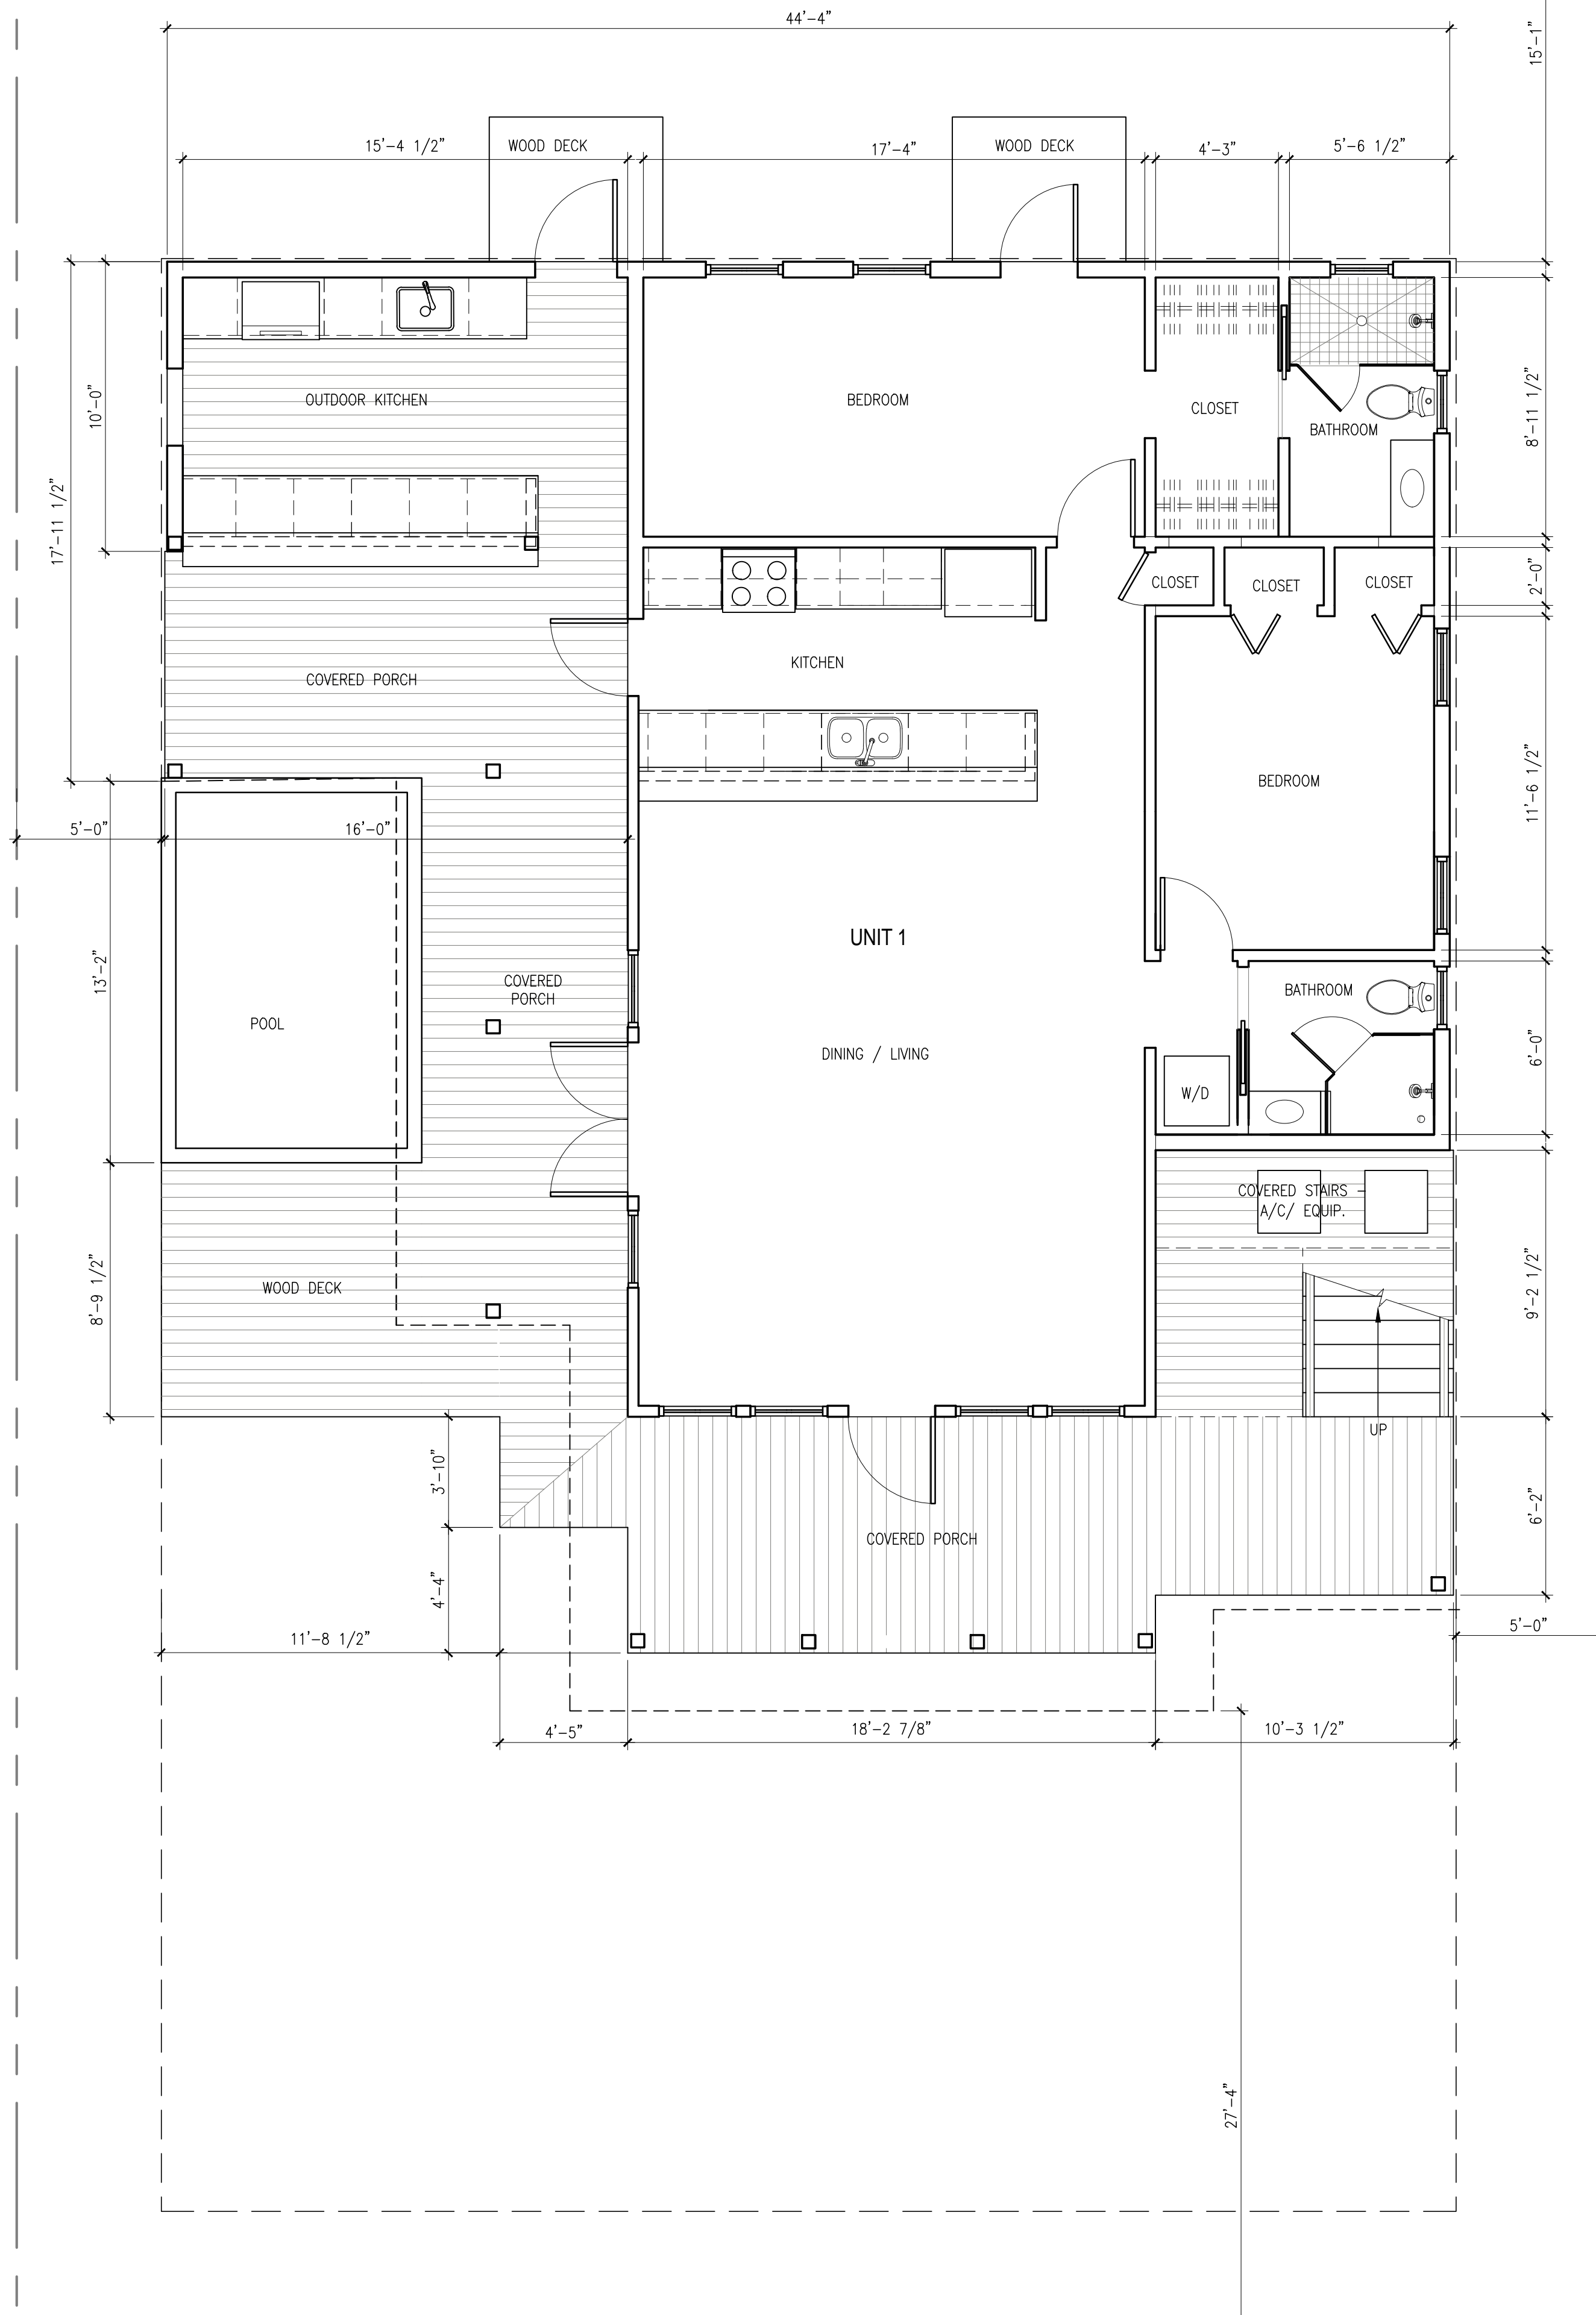 44'-4"
15'-1"
15'-4 1/2"
WOOD DECK
17'-4"
WOOD DECK
4'-3"
5'-6 1/2"
OUTDOOR KITCHEN
BEDROOM
CLOSET
BATHROOM
10'-0"
8'-11 1/2"
17'-11 1/2"
CLOSET
CLOSET
CLOSET
2'-0"
COVERED PORCH
KITCHEN
BEDROOM
11'-6 1/2"
5'-0"
16'-0"
UNIT 1
13'-2"
COVERED
PORCH
BATHROOM
POOL
DINING / LIVING
6'-0"
W/D
COVERED STAIRS -
A/C/ EQUIP.
WOOD DECK
8'-9 1/2"
9'-2 1/2"
UP
3'-10"
COVERED PORCH
6'-2"
4'-4"
11'-8 1/2"
5'-0"
4'-5"
18'-2 7/8"
10'-3 1/2"
27'-4"